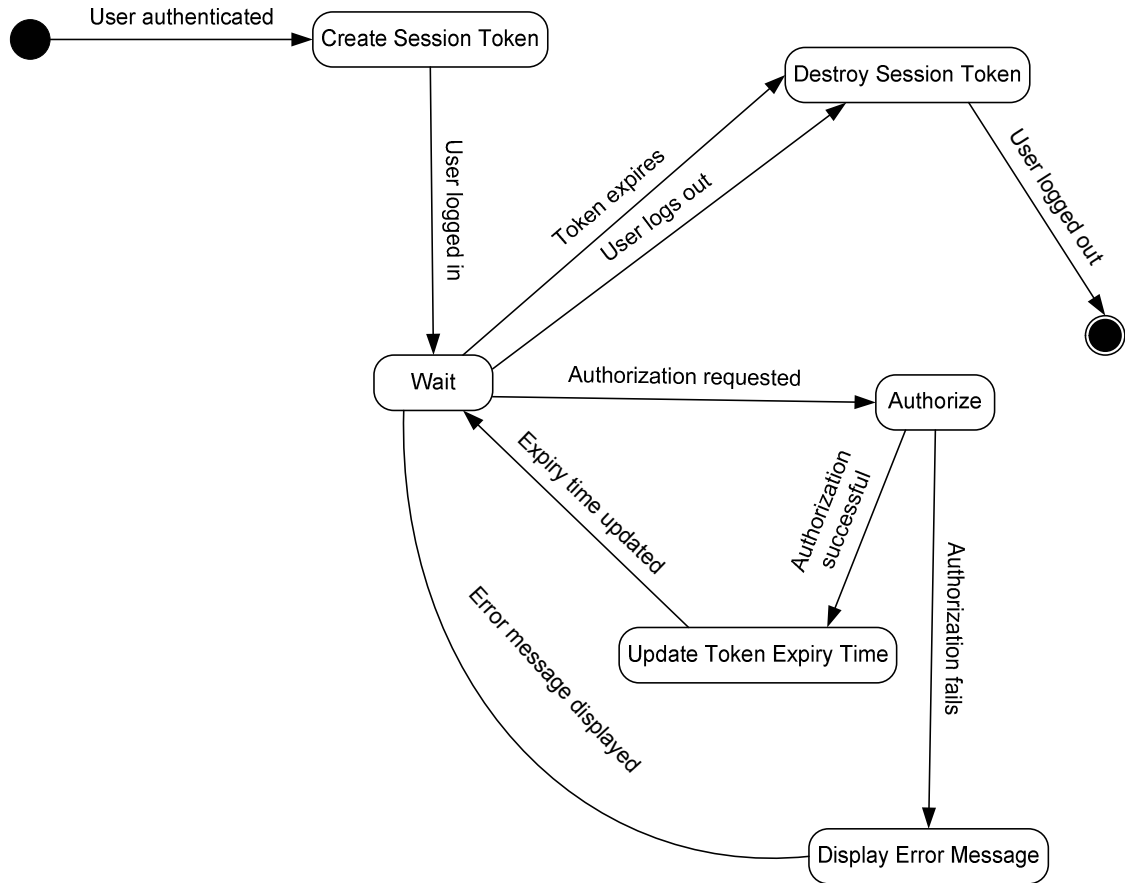 User authenticated
Create Session Token
Destroy Session Token
User logged in
Token expires
User logs out
User logged out
Wait
Authorization requested
Authorize
Expiry time updated
Authorization
successful
Authorization fails
Error message displayed
Update Token Expiry Time
Display Error Message